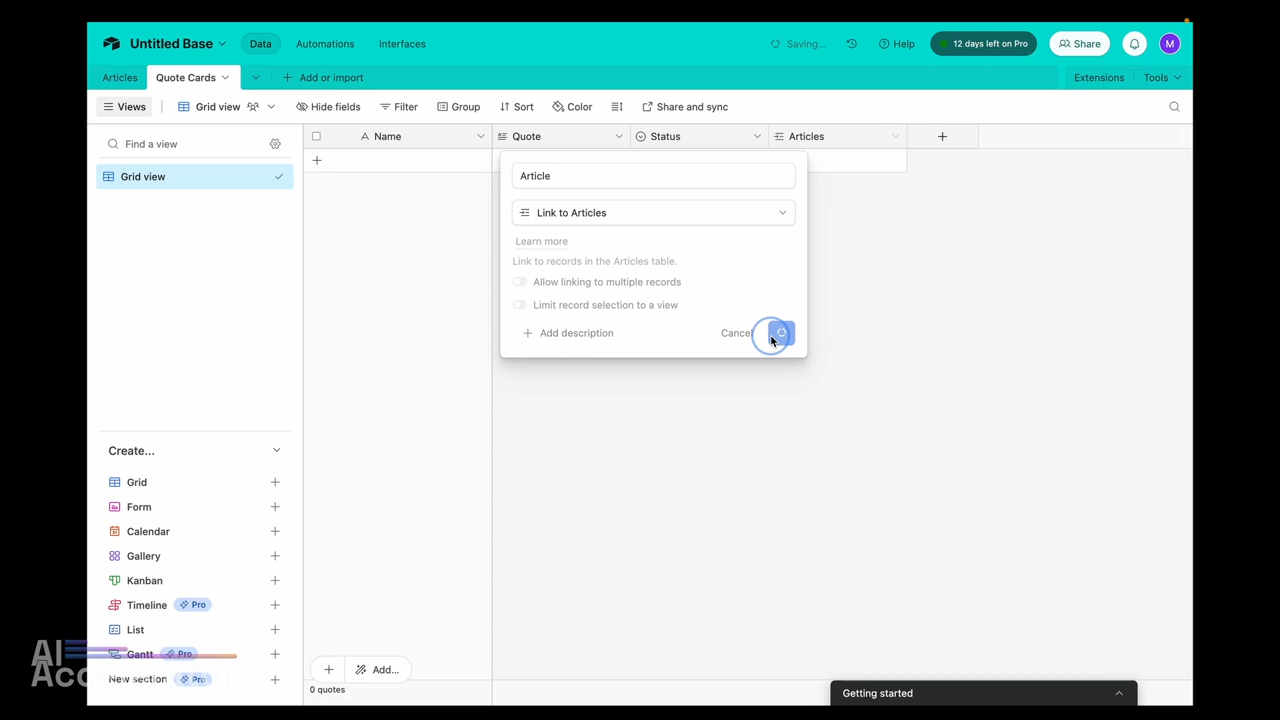 Untitled Base
Data
Automations
Interfaces
Saving...
Help
12 days left on Pro
Share
M
Articles
Quote Cards
Add or import
Extensions
Tools
Views
Grid view
Hide fields
Filter
Group
Sort
Color
Share and sync
Find a view
Grid view
Name
Quote
Status
Articles
Article
Link to Articles
Learn more
Link to records in the Articles table.
Allow linking to multiple records
Limit record selection to a view
Add description
Cancel
Create...
Grid
Form
Calendar
Gallery
Kanban
Timeline
Pro
List
Gantt
Pro
New section
Pro
Add...
0 quotes
Getting started
AI